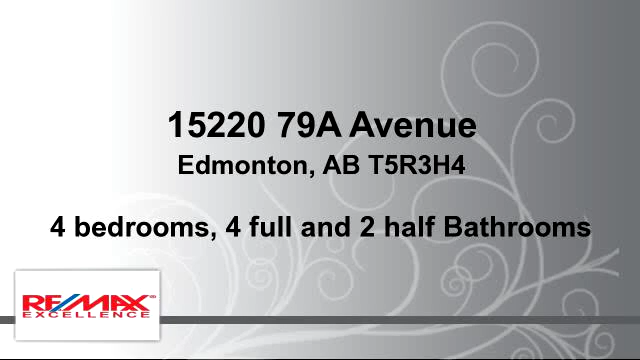 15220 79A Avenue
Edmonton, AB T5R3H4
4 bedrooms, 4 full and 2 half Bathrooms
RE/MAX
EXCELLENCE